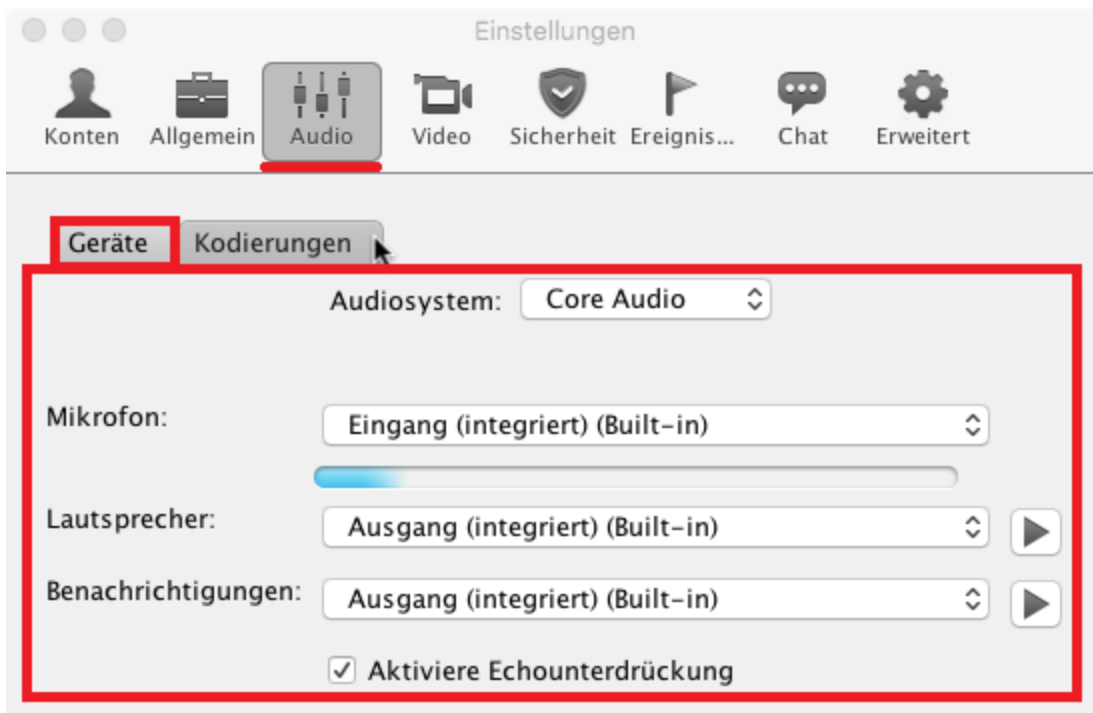 Einstellungen
Konten Allgemein Audio Video Sicherheit Ereignis... Chat Erweitert
Geräte Kodierungen
Audiosystem: Core Audio
Mikrofon: Eingang (integriert) (Built-in)
Lautsprecher: Ausgang (integriert) (Built-in)
Benachrichtigungen: Ausgang (integriert) (Built-in)
Aktiviere Echounterdrückung